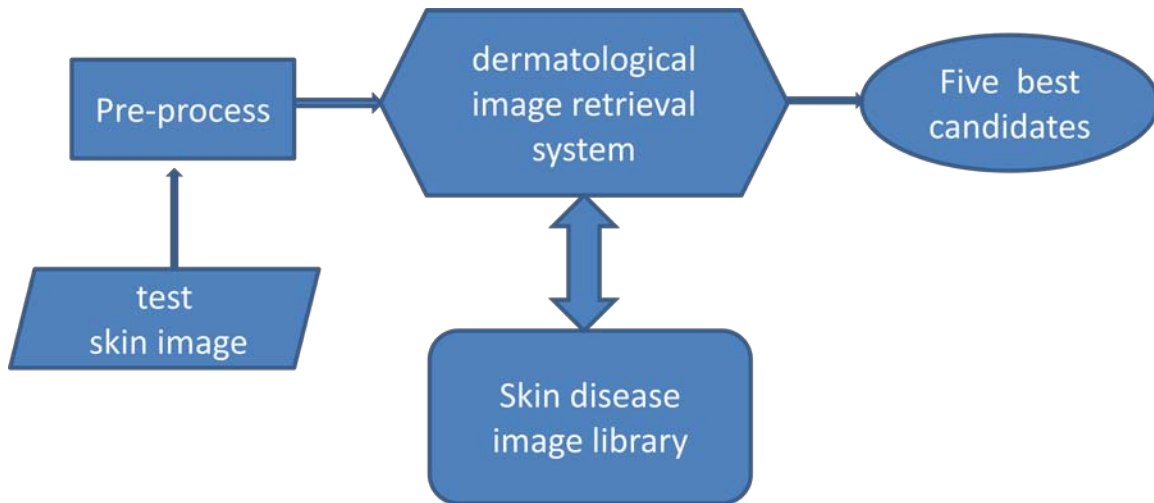 dermatological
image retrieval
system
Pre-process
Five best
candidates
test
skin image
Skin disease
image library